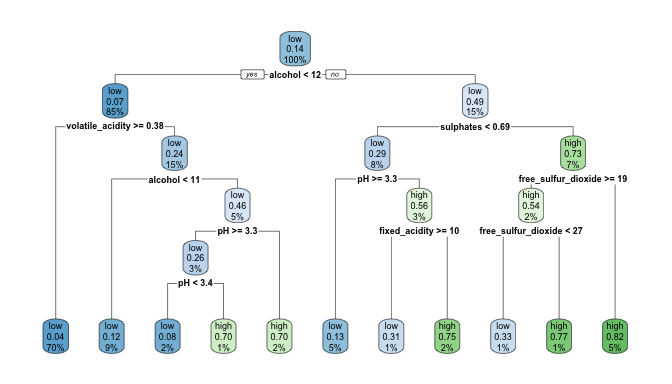 low
0.14
100%
yes alcohol < 12 no
low
0.07
85%
low
0.49
15%
volatile_acidity >= 0.38
sulphates < 0.69
low
0.24
15%
low
0.29
8%
high
0.73
7%
alcohol < 11
pH >= 3.3
free_sulfur_dioxide >= 19
low
0.46
5%
high
0.56
3%
high
0.54
2%
pH >= 3.3
fixed_acidity >= 10
free_sulfur_dioxide < 27
low
0.26
3%
pH < 3.4
low
0.04
70%
low
0.12
9%
low
0.08
2%
high
0.70
1%
high
0.70
2%
low
0.13
5%
low
0.31
1%
high
0.75
2%
low
0.33
1%
high
0.77
1%
high
0.82
5%